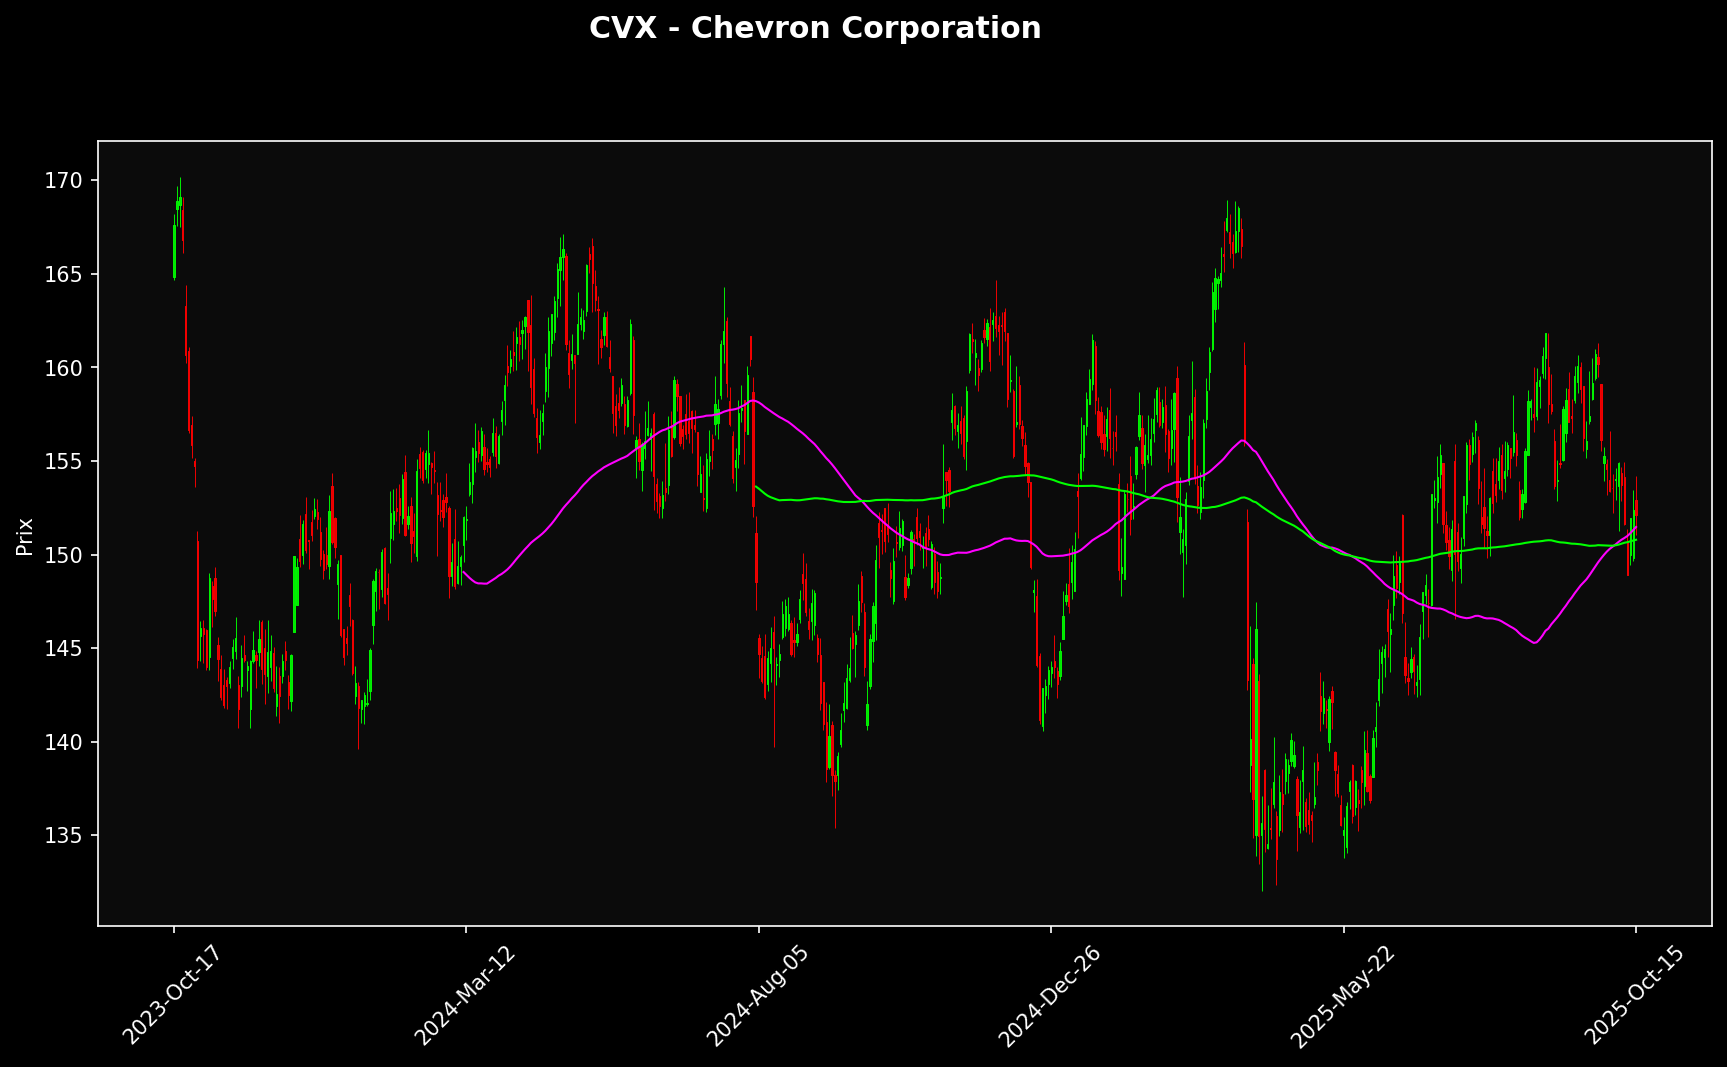 CVX - Chevron Corporation
Prix
170
165
160
155
150
145
140
135
2023-Oct-17
2024-Mar-12
2024-Aug-05
2024-Dec-26
2025-May-22
2025-Oct-15